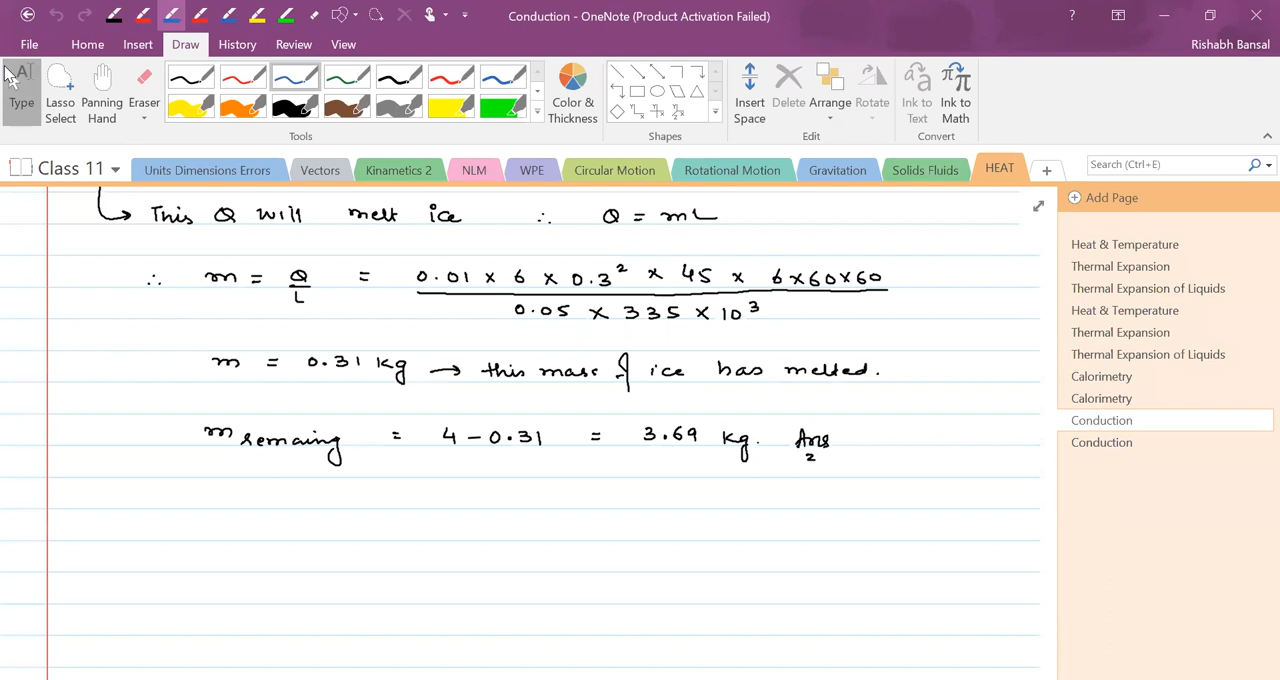 Conduction - OneNote (Product Activation Failed)
File Home Insert Draw History Review View Rishabh Bansal
Type Lasso Select Panning Hand Eraser Color & Thickness Insert Space Delete Arrange Rotate Ink to Text Ink to Math
Tools Shapes Edit Convert
Class 11 Units Dimensions Errors Vectors Kinametics 2 NLM WPE Circular Motion Rotational Motion Gravitation Solids Fluids HEAT Search (Ctrl+E)
Add Page
This Q will melt ice ∴ Q = mL
Heat & Temperature
Thermal Expansion
∴ m = Q/L = (0.01 × 6 × 0.3² × 45 × 6×60×60)/(0.05 × 335 × 10³)
Thermal Expansion of Liquids
Heat & Temperature
Thermal Expansion
Thermal Expansion of Liquids
m = 0.31 kg → this mass of ice has melted.
Calorimetry
Calorimetry
Conduction
m remaing = 4 - 0.31 = 3.69 kg. Ans
Conduction